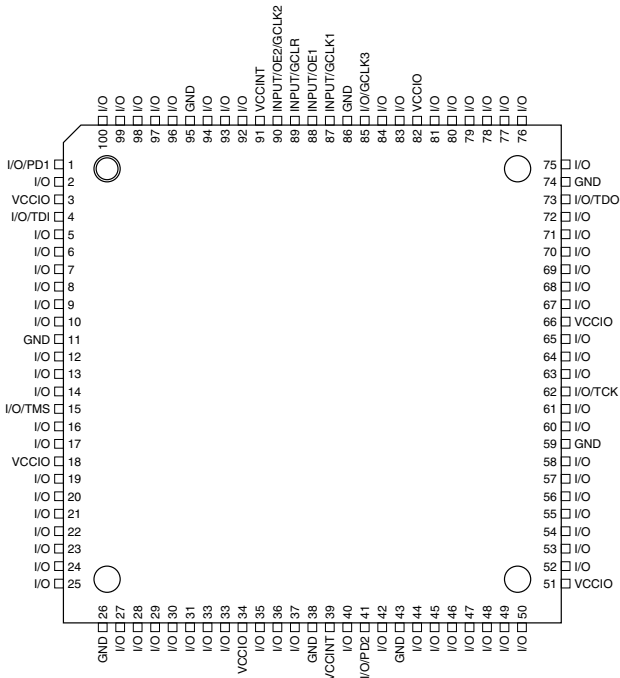 100 I/O
99 I/O
98 I/O
97 I/O
96 I/O
95 GND
94 I/O
93 I/O
92 I/O
91 VCCINT
90 INPUT/OE2/GCLK2
89 INPUT/GCLR
88 INPUT/OE1
87 INPUT/GCLK1
86 GND
85 I/O/GCLK3
84 I/O
83 I/O
82 VCCIO
81 I/O
80 I/O
79 I/O
78 I/O
77 I/O
76 I/O
I/O/PD1 1
I/O 2
VCCIO 3
I/O/TDI 4
I/O 5
I/O 6
I/O 7
I/O 8
I/O 9
I/O 10
GND 11
I/O 12
I/O 13
I/O 14
I/O/TMS 15
I/O 16
I/O 17
VCCIO 18
I/O 19
I/O 20
I/O 21
I/O 22
I/O 23
I/O 24
I/O 25
75 I/O
74 GND
73 I/O/TDO
72 I/O
71 I/O
70 I/O
69 I/O
68 I/O
67 I/O
66 VCCIO
65 I/O
64 I/O
63 I/O
62 I/O/TCK
61 I/O
60 I/O
59 GND
58 I/O
57 I/O
56 I/O
55 I/O
54 I/O
53 I/O
52 I/O
51 VCCIO
GND 26
I/O 27
I/O 28
I/O 29
I/O 30
I/O 31
I/O 33
I/O 33
VCCIO 34
I/O 35
I/O 36
I/O 37
GND 38
VCCINT 39
I/O 40
I/O/PD2 41
I/O 42
GND 43
I/O 44
I/O 45
I/O 46
I/O 47
I/O 48
I/O 49
I/O 50